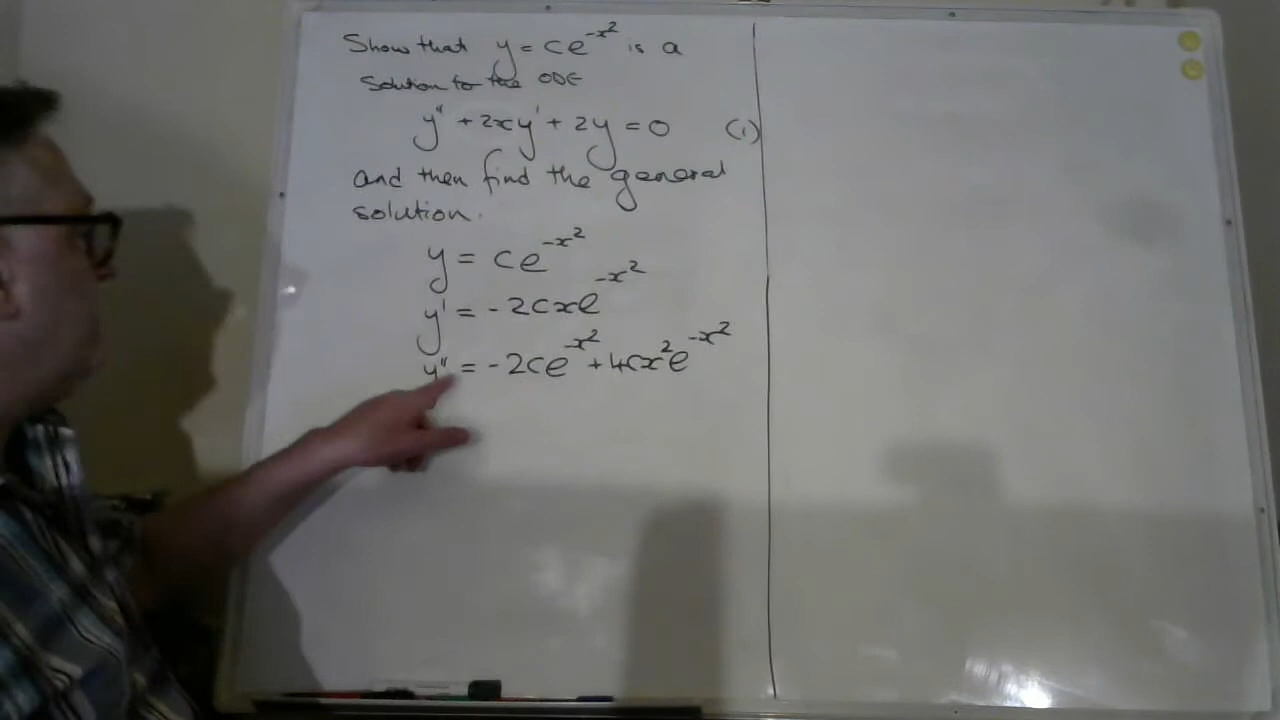 Show that y = ce^{-x^2} is a
solution to the ODE
y'' + 2xy' + 2y = 0 (1)
and then find the general
solution.
y = ce^{-x^2}
y' = -2cxe^{-x^2}
y'' = -2ce^{-x^2} + 4cx^2e^{-x^2}